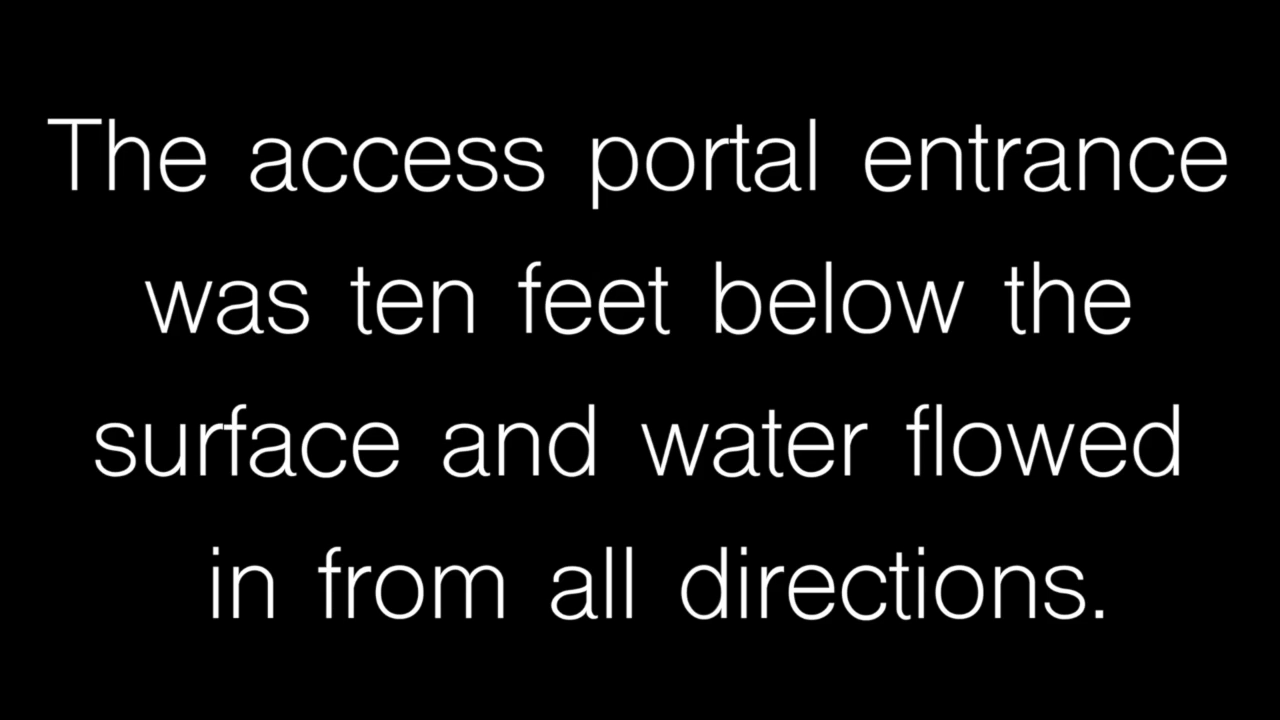 The access portal entrance
was ten feet below the
surface and water flowed
in from all directions.